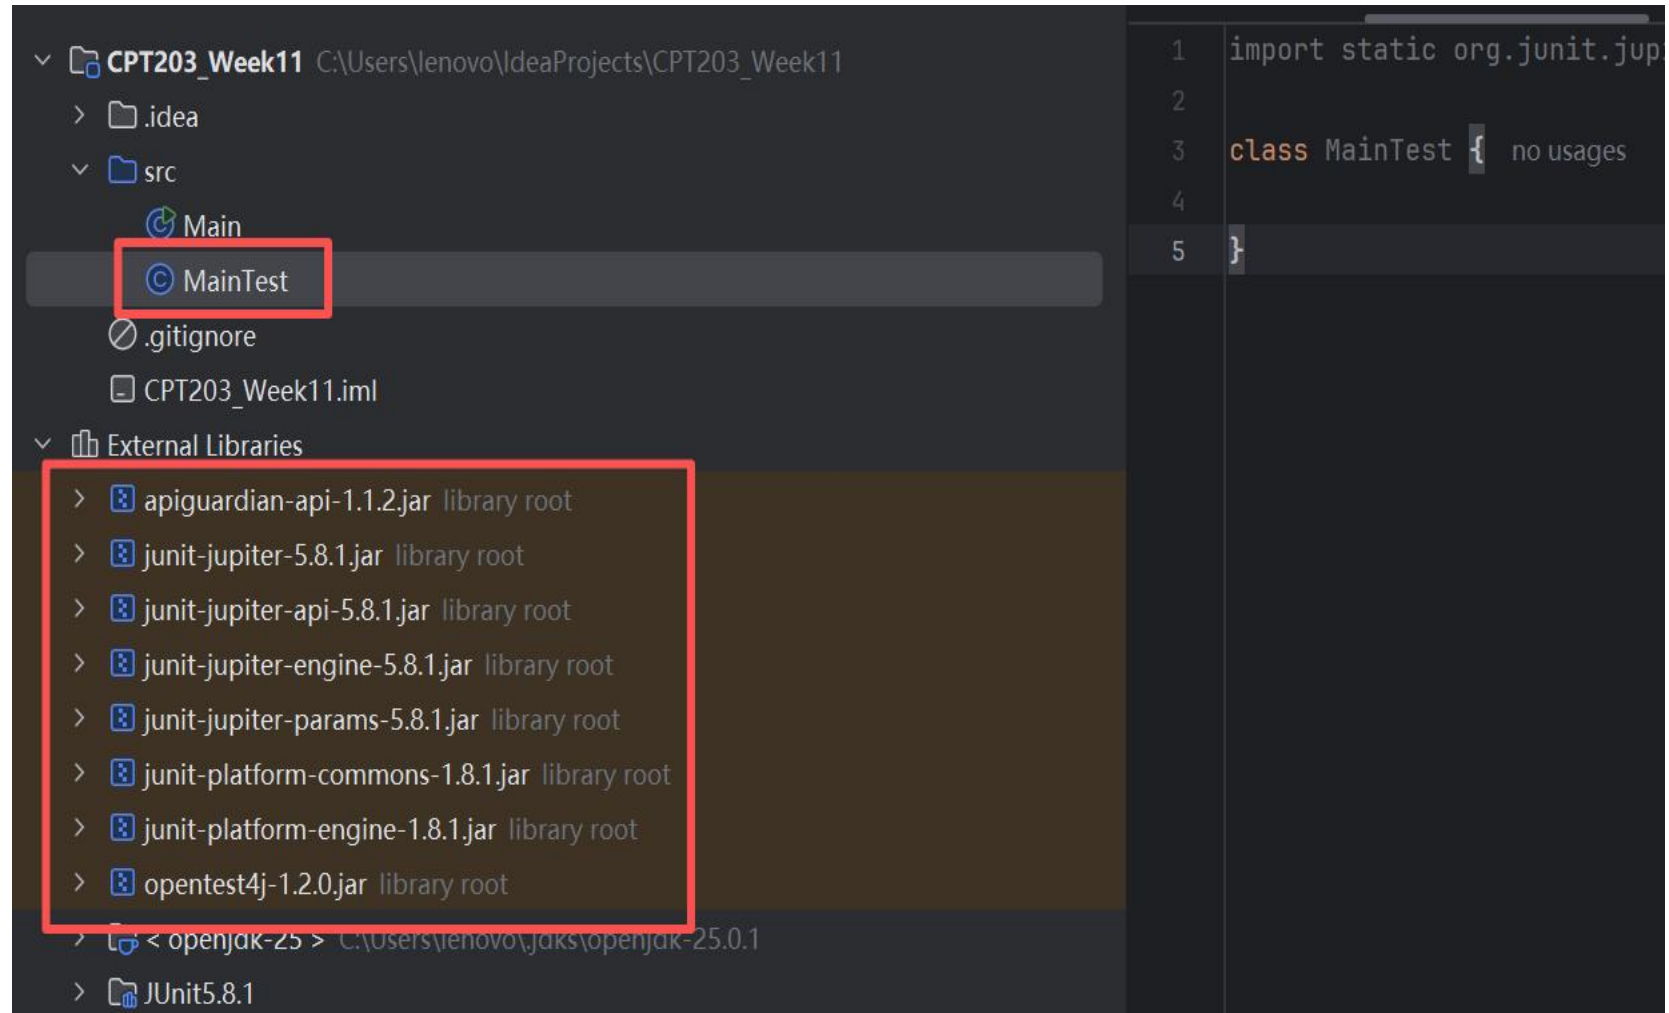 CPT203_Week11 C:\Users\lenovo\IdeaProjects\CPT203_Week11
.idea
src
Main
MainTest
.gitignore
CPT203_Week11.iml
External Libraries
apiguardian-api-1.1.2.jar library root
junit-jupiter-5.8.1.jar library root
junit-jupiter-api-5.8.1.jar library root
junit-jupiter-engine-5.8.1.jar library root
junit-jupiter-params-5.8.1.jar library root
junit-platform-commons-1.8.1.jar library root
junit-platform-engine-1.8.1.jar library root
opentest4j-1.2.0.jar library root
< openjdk-25 > C:\Users\lenovo\.jdks\openjdk-25.0.1
JUnit5.8.1
1 import static org.junit.jup
2
3 class MainTest { no usages
4
5 }